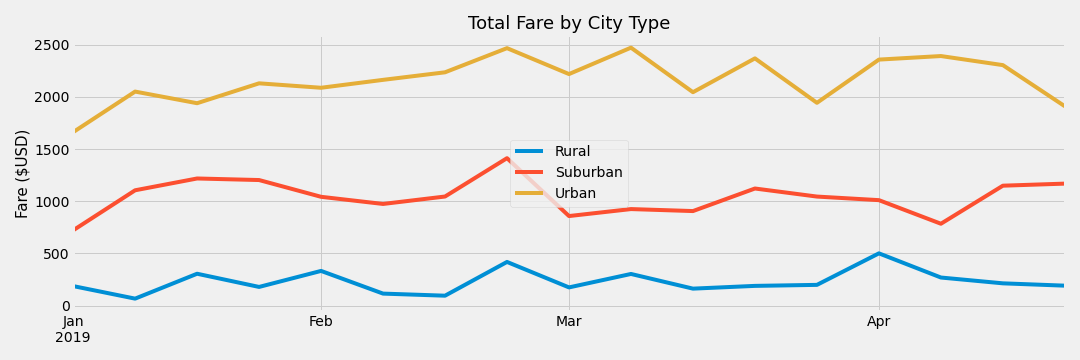 Total Fare by City Type
Fare ($USD)
2500
2000
1500
1000
500
0
Rural
Suburban
Urban
Jan
2019
Feb
Mar
Apr